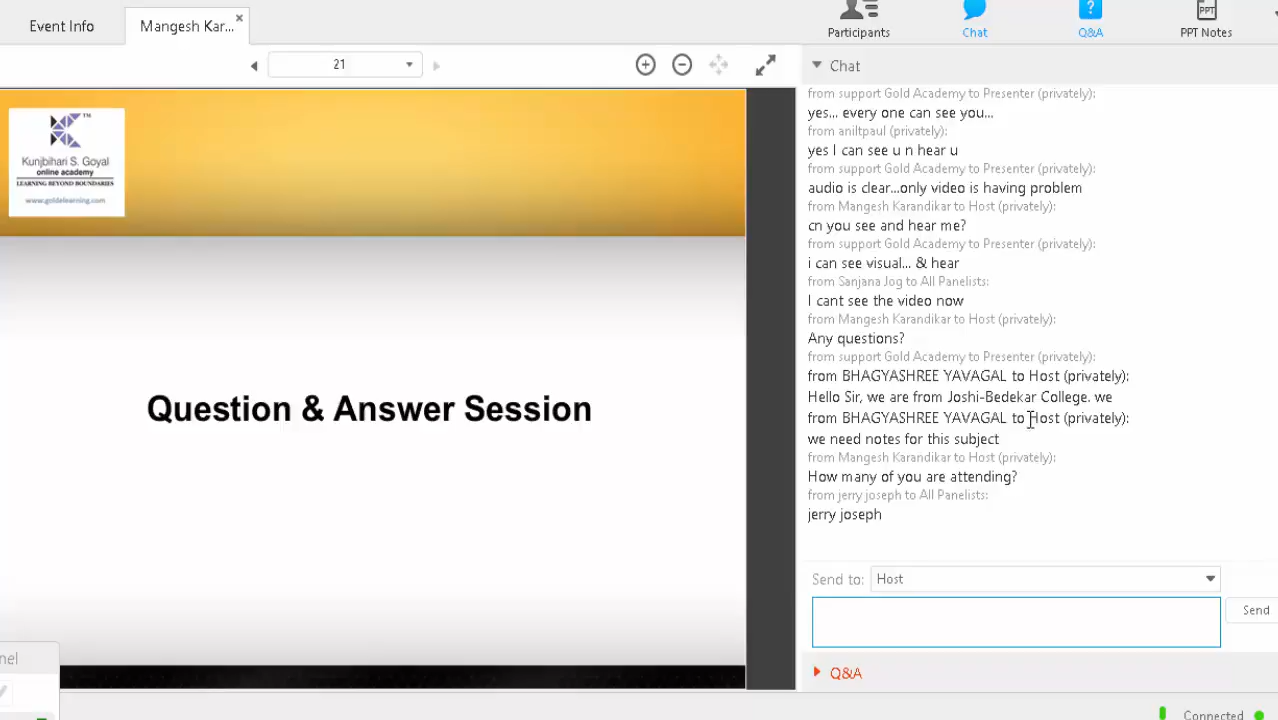 Event Info
Mangesh Kar...
Participants
Chat
Q&A
PPT Notes
21
TM
Kunjbihari S. Goyal
online academy
LEARNING BEYOND BOUNDARIES
www.goldelearning.com
Question & Answer Session
nel
Chat
from support Gold Academy to Presenter (privately):
yes... every one can see you...
from aniltpaul (privately):
yes I can see u n hear u
from support Gold Academy to Presenter (privately):
audio is clear...only video is having problem
from Mangesh Karandikar to Host (privately):
cn you see and hear me?
from support Gold Academy to Presenter (privately):
i can see visual... & hear
from Sanjana Jog to All Panelists:
I cant see the video now
from Mangesh Karandikar to Host (privately):
Any questions?
from support Gold Academy to Presenter (privately):
from BHAGYASHREE YAVAGAL to Host (privately):
Hello Sir, we are from Joshi-Bedekar College. we
from BHAGYASHREE YAVAGAL to Host (privately):
we need notes for this subject
from Mangesh Karandikar to Host (privately):
How many of you are attending?
from jerry joseph to All Panelists:
jerry joseph
Send to: Host
Send
Q&A
Connected